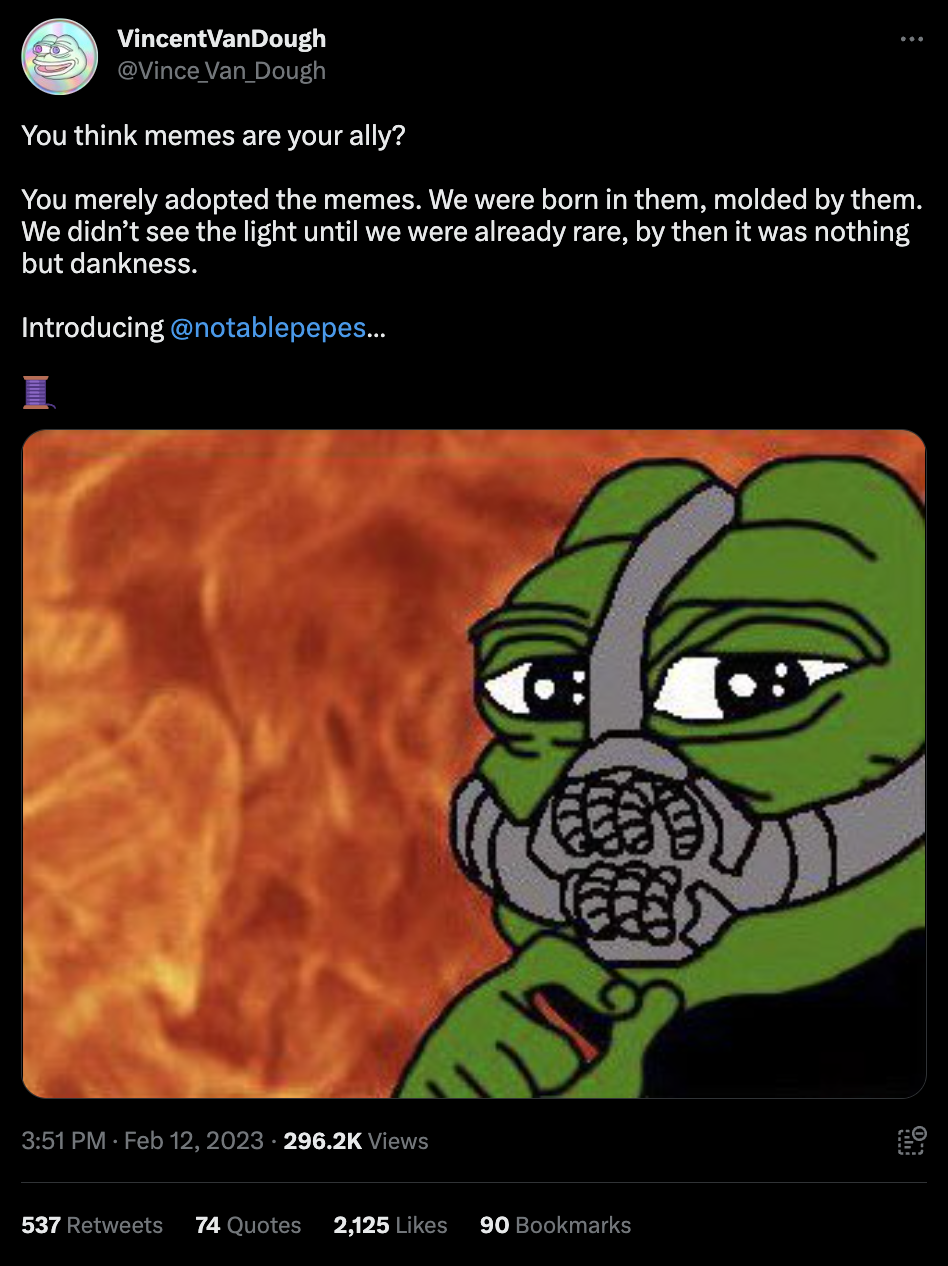 VincentVanDough
@Vince_Van_Dough
You think memes are your ally?
You merely adopted the memes. We were born in them, molded by them.
We didn’t see the light until we were already rare, by then it was nothing
but dankness.
Introducing @notablepepes...
3:51 PM · Feb 12, 2023 · 296.2K Views
537 Retweets 74 Quotes 2,125 Likes 90 Bookmarks